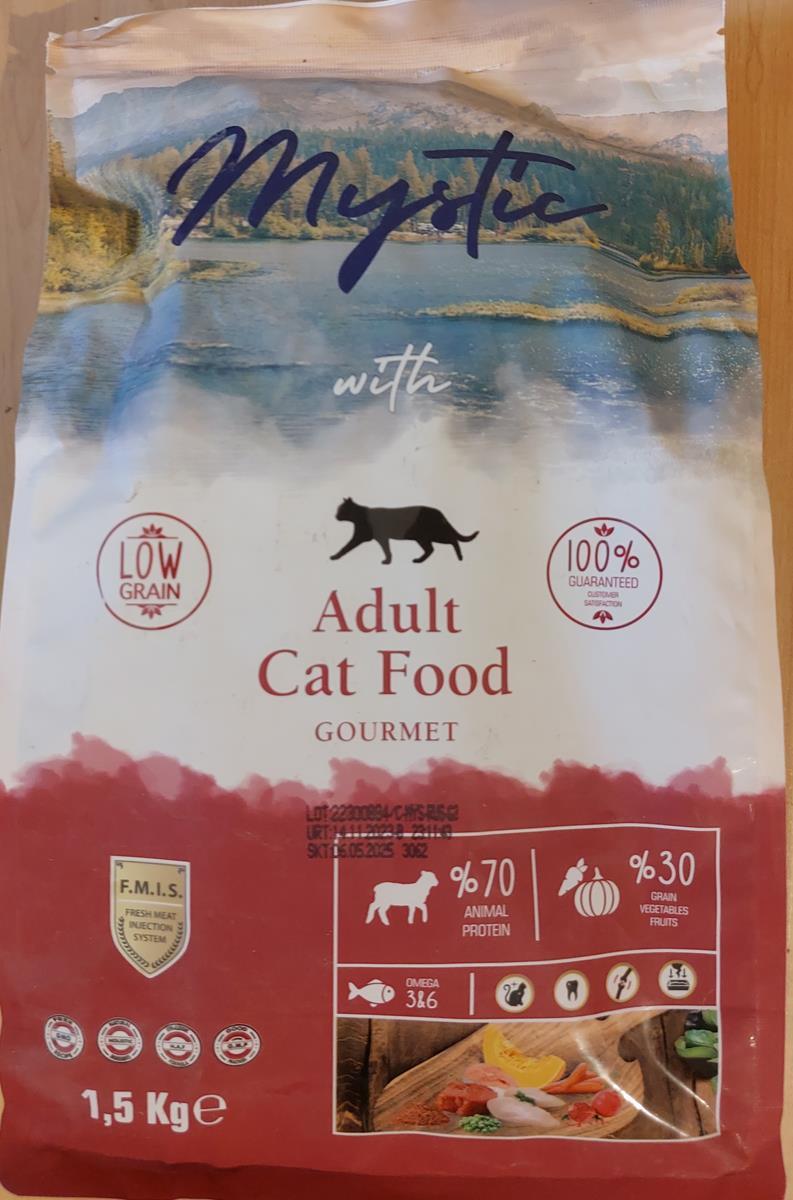 Mystic
with
LOW
GRAIN
100%
GUARANTEED
CUSTOMER
SATISFACTION
Adult
Cat Food
GOURMET
SKT:06.05.2025 3062
F.M.I.S.
FRESH MEAT
INJECTION
SYSTEM
%70
ANIMAL
PROTEIN
%30
GRAIN
VEGETABLES
FRUITS
OMEGA
3&6
1,5 Kg e